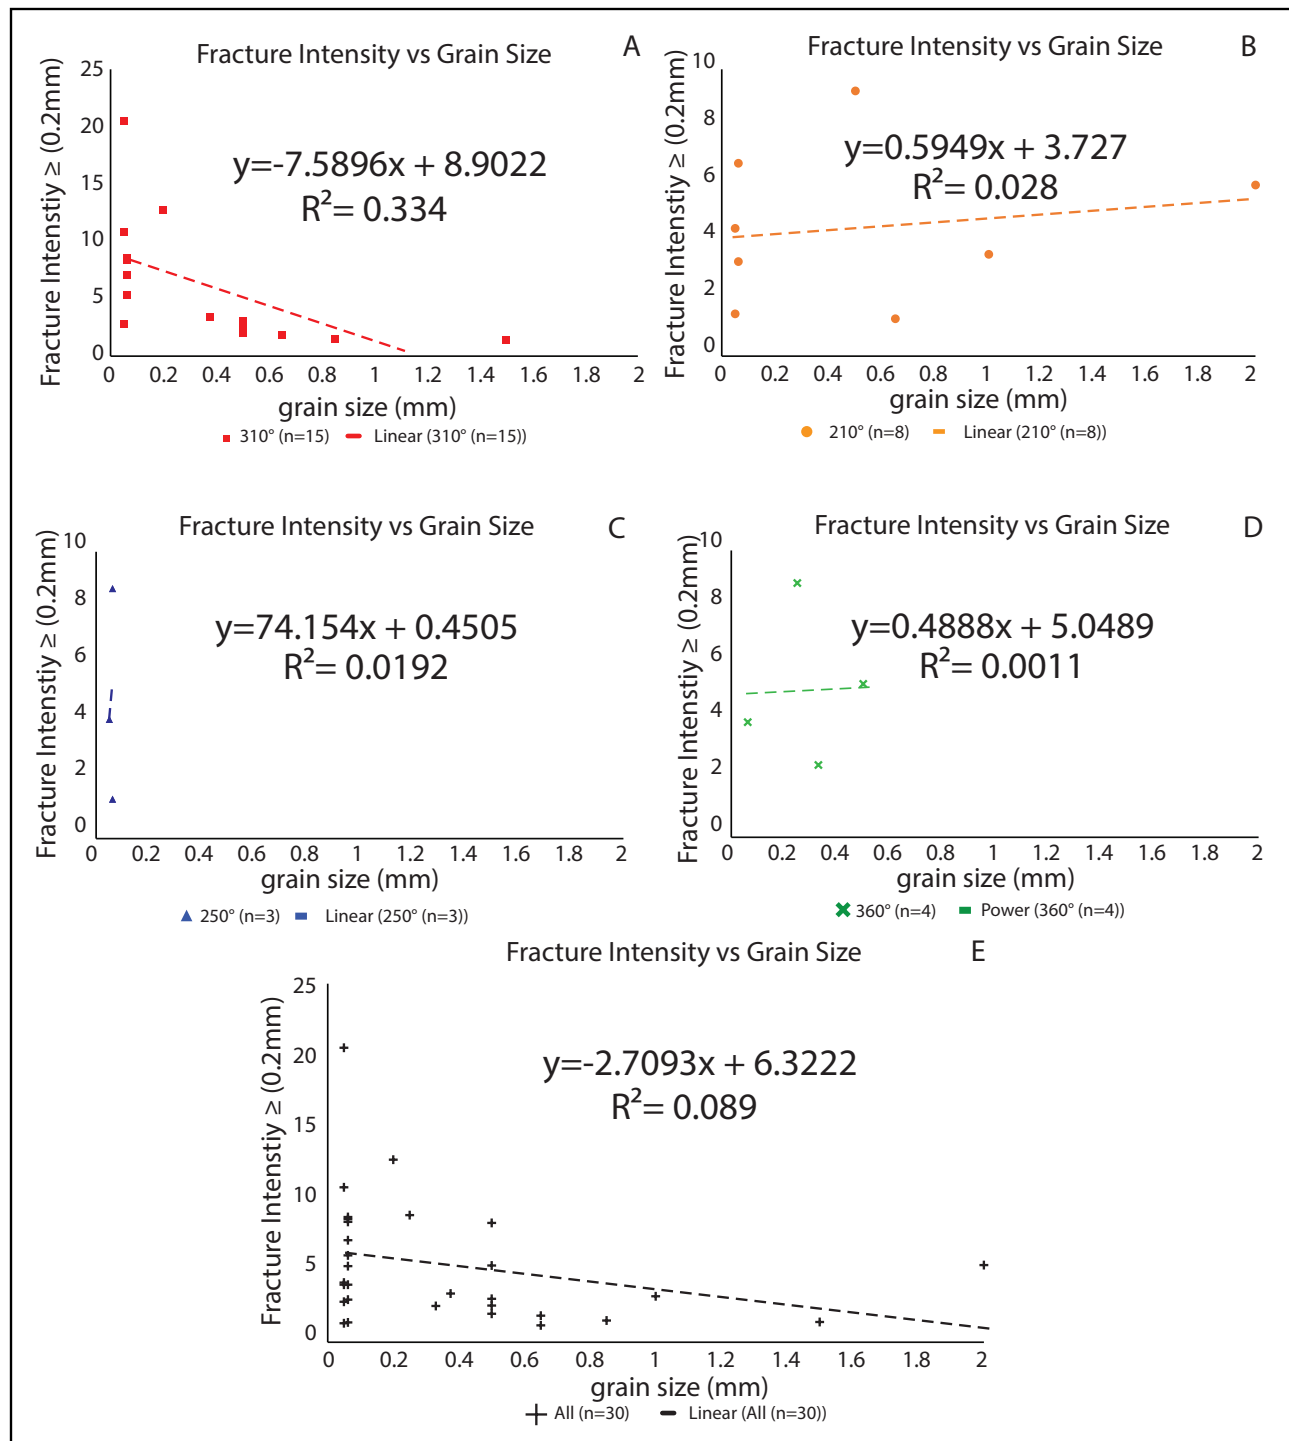 Fracture Intensity vs Grain Size
A
Fracture Intenstiy ≥ (0.2mm)
25
20
15
10
5
0
y=-7.5896x + 8.9022
R²= 0.334
0 0.2 0.4 0.6 0.8 1 1.2 1.4 1.6 1.8 2
grain size (mm)
310° (n=15) Linear (310° (n=15))
Fracture Intensity vs Grain Size
B
Fracture Intenstiy ≥ (0.2mm)
10
8
6
4
2
0
y=0.5949x + 3.727
R²= 0.028
0 0.2 0.4 0.6 0.8 1 1.2 1.4 1.6 1.8 2
grain size (mm)
210° (n=8) Linear (210° (n=8))
Fracture Intensity vs Grain Size
C
Fracture Intenstiy ≥ (0.2mm)
10
8
6
4
2
0
y=74.154x + 0.4505
R²= 0.0192
0 0.2 0.4 0.6 0.8 1 1.2 1.4 1.6 1.8 2
grain size (mm)
250° (n=3) Linear (250° (n=3))
Fracture Intensity vs Grain Size
D
Fracture Intenstiy ≥ (0.2mm)
10
8
6
4
2
0
y=0.4888x + 5.0489
R²= 0.0011
0 0.2 0.4 0.6 0.8 1 1.2 1.4 1.6 1.8 2
grain size (mm)
360° (n=4) Power (360° (n=4))
Fracture Intensity vs Grain Size
E
Fracture Intenstiy ≥ (0.2mm)
25
20
15
10
5
0
y=-2.7093x + 6.3222
R²= 0.089
0 0.2 0.4 0.6 0.8 1 1.2 1.4 1.6 1.8 2
grain size (mm)
All (n=30) Linear (All (n=30))